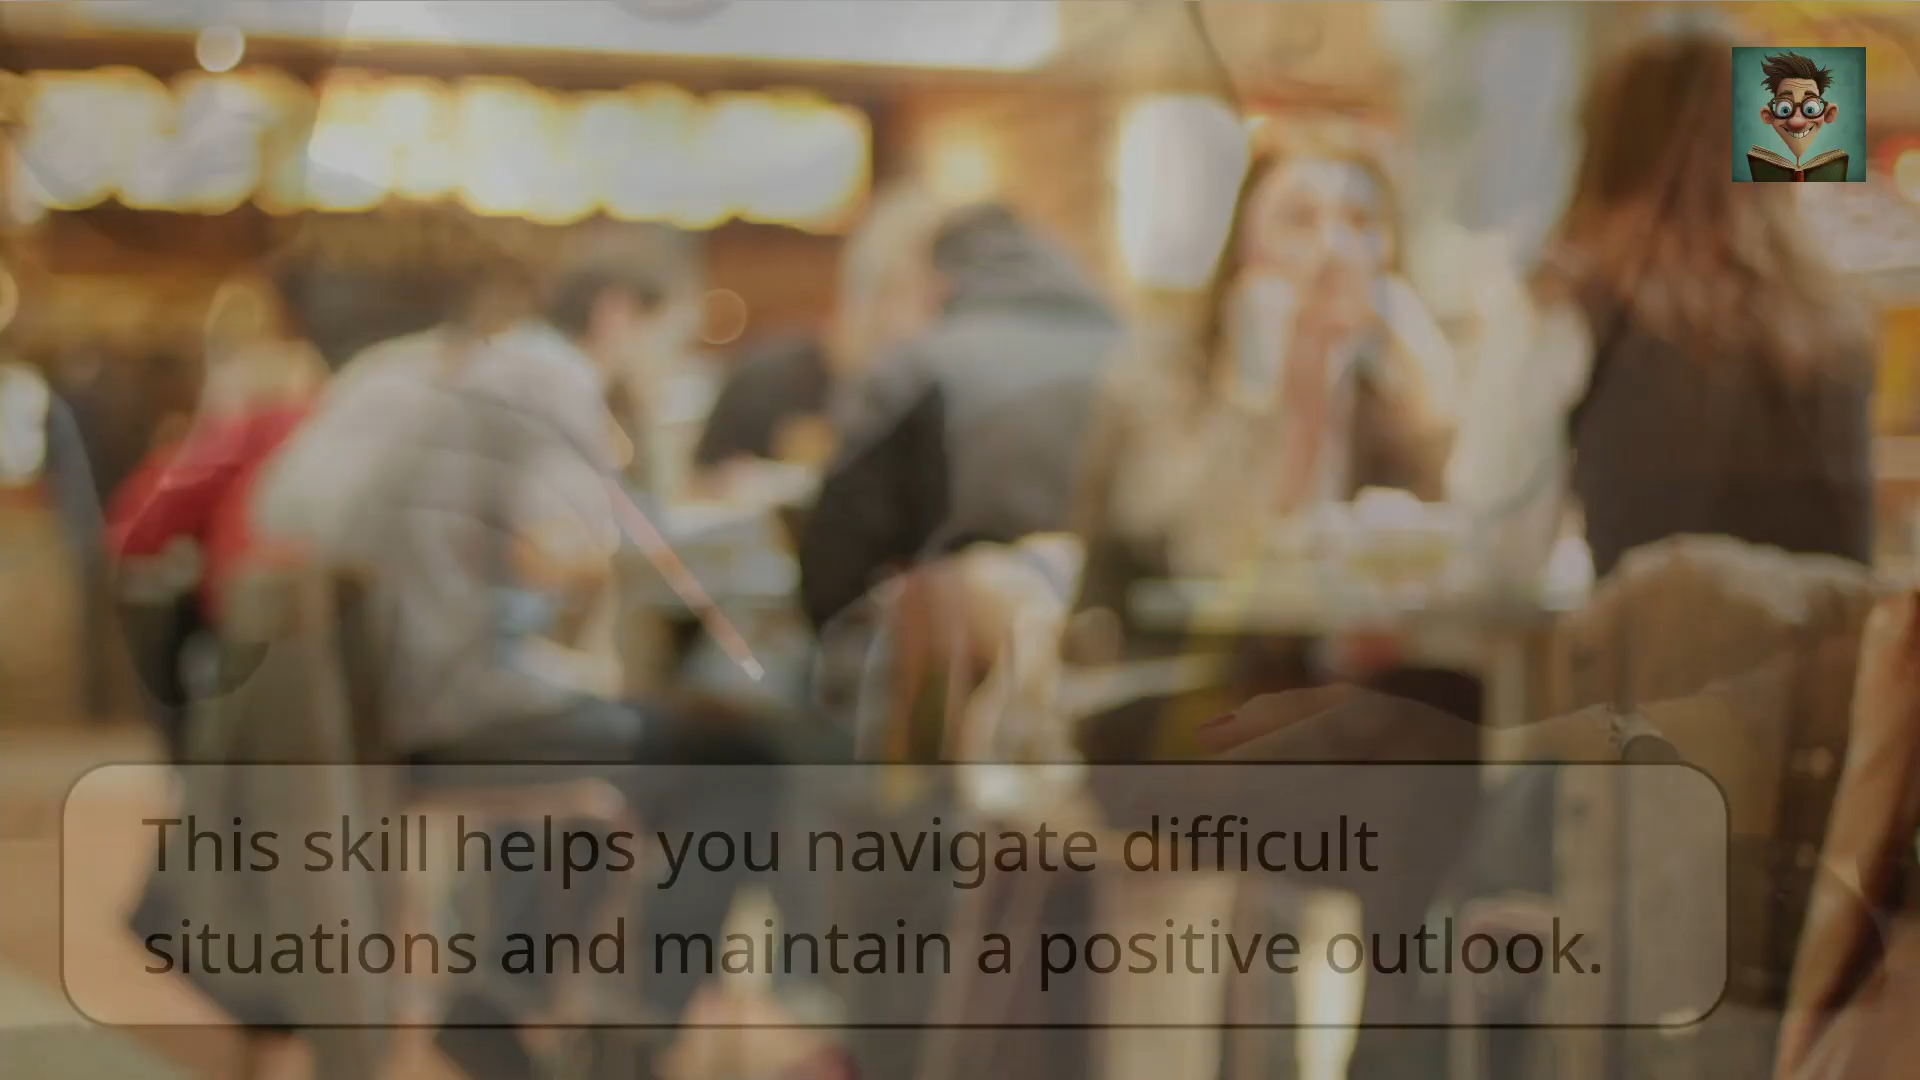 This skill helps you navigate difficult
situations and maintain a positive outlook.